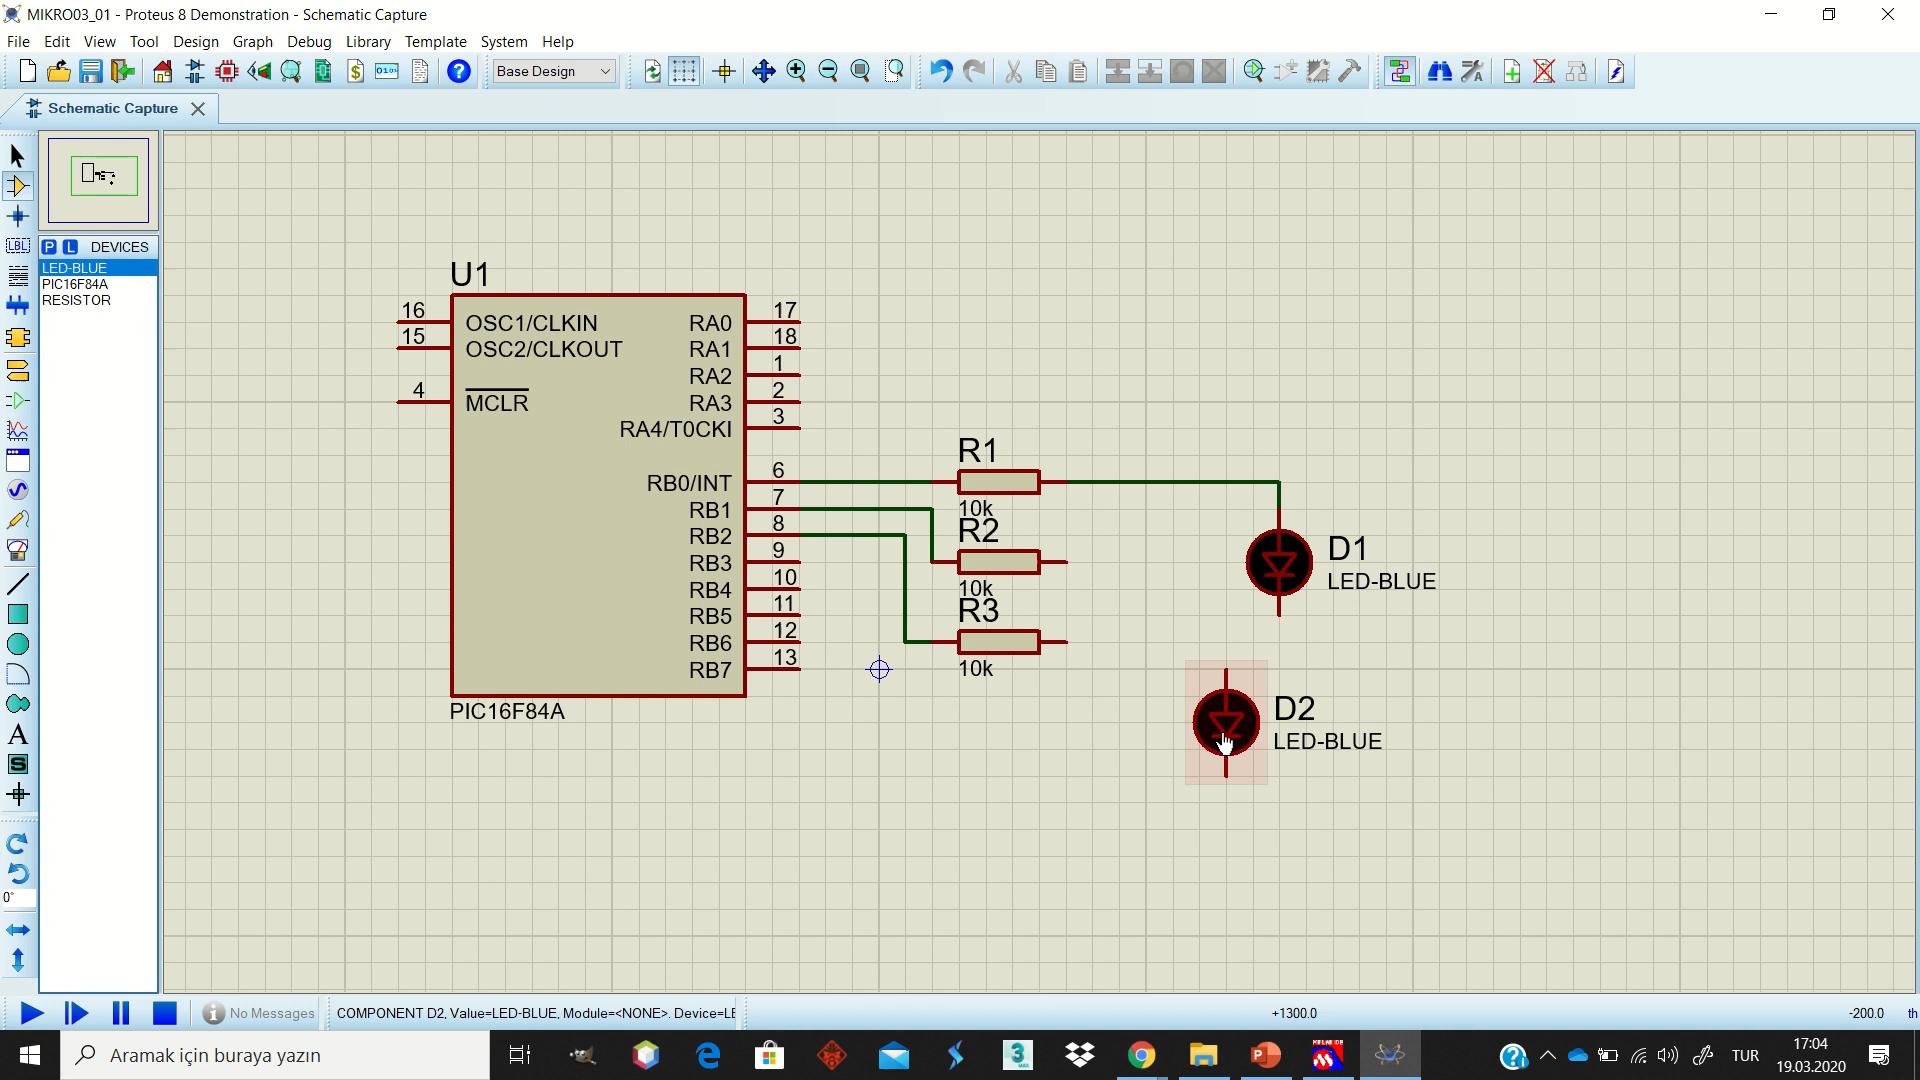 MIKRO03_01 - Proteus 8 Demonstration - Schematic Capture
File Edit View Tool Design Graph Debug Library Template System Help
Base Design
Schematic Capture
P L DEVICES
LED-BLUE
PIC16F84A
RESISTOR
LBL
A
S
0°
U1
16 OSC1/CLKIN RA0 17
15 OSC2/CLKOUT RA1 18
RA2 1
4 MCLR RA3 2
RA4/T0CKI 3
RB0/INT 6
RB1 7
RB2 8
RB3 9
RB4 10
RB5 11
RB6 12
RB7 13
PIC16F84A
R1
10k
R2
10k
R3
10k
D1
LED-BLUE
D2
LED-BLUE
No Messages COMPONENT D2, Value=LED-BLUE, Module=<NONE>. Device=LE +1300.0 -200.0 th
Aramak için buraya yazın
TUR
17:04
19.03.2020